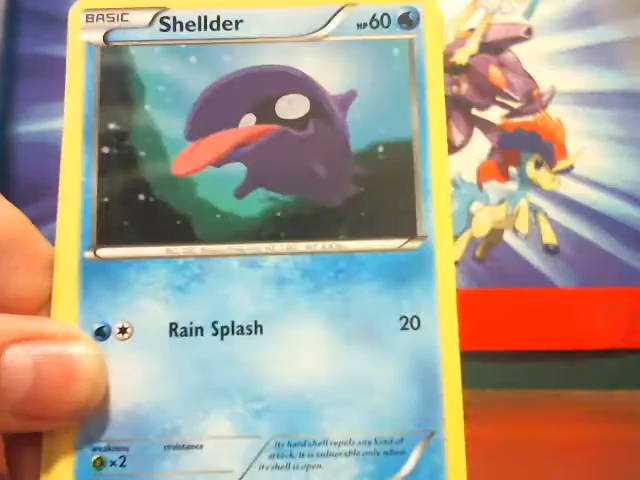 BASIC
Shellder
HP60
Rain Splash
20
weakness
resistance
×2
Its hard shell repels any kind of
attack. It is vulnerable only when
its shell is open.